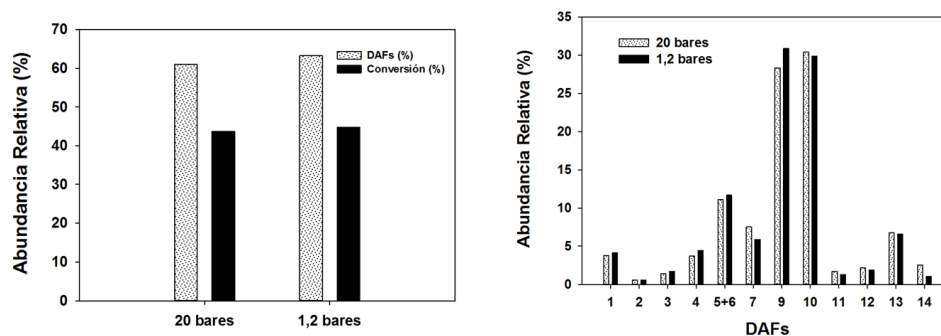 Abundancia Relativa (%)
70
60
50
40
30
20
10
0
DAFs (%)
Conversión (%)
20 bares
1,2 bares
Abundancia Relativa (%)
35
30
25
20
15
10
5
0
20 bares
1,2 bares
1 2 3 4 5+6 7 9 10 11 12 13 14
DAFs